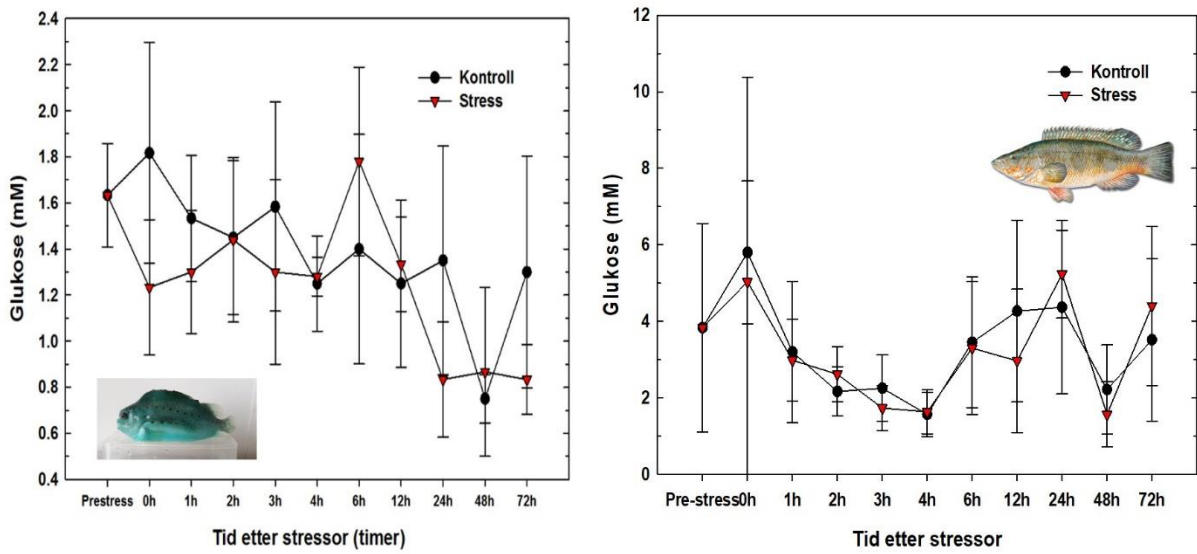 Glukose (mM)
2.4
2.2
2.0
1.8
1.6
1.4
1.2
1.0
0.8
0.6
0.4
Kontroll
Stress
Prestress 0h 1h 2h 3h 4h 6h 12h 24h 48h 72h
Tid etter stressor (timer)
Glukose (mM)
12
10
8
6
4
2
0
Kontroll
Stress
Pre-stress 0h 1h 2h 3h 4h 6h 12h 24h 48h 72h
Tid etter stressor